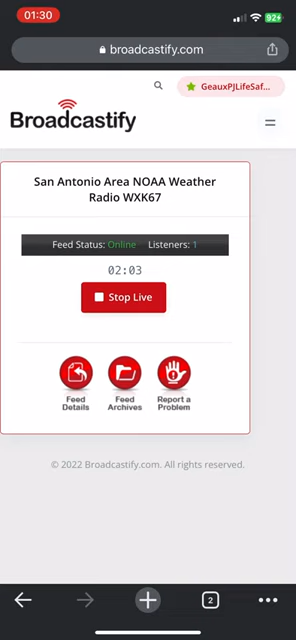 01:30
92
broadcastify.com
GeauxPJLifeSaf...
Broadcastify
San Antonio Area NOAA Weather
Radio WXK67
Feed Status: Online Listeners: 1
02:03
Stop Live
Feed
Details
Feed
Archives
Report a
Problem
© 2022 Broadcastify.com. All rights reserved.
2